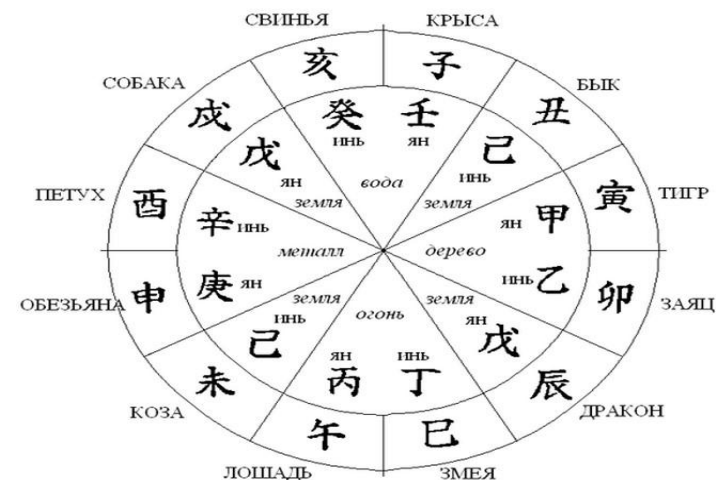 СВИНЬЯ
КРЫСА
亥
子
СОБАКА
БЫК
戍
癸
壬
丑
инь
ян
戊
己
ян
вода
инь
земля
земля
ПЕТУХ
ТИГР
酉
寅
辛
инь
ян
甲
металл
дерево
庚
ян
инь
乙
ОБЕЗЬЯНА
申
卯
ЗАЯЦ
земля
земля
инь
огонь
ян
己
戊
ян
инь
未
丙
丁
辰
КОЗА
ДРАКОН
午
巳
ЛОШАДЬ
ЗМЕЯ